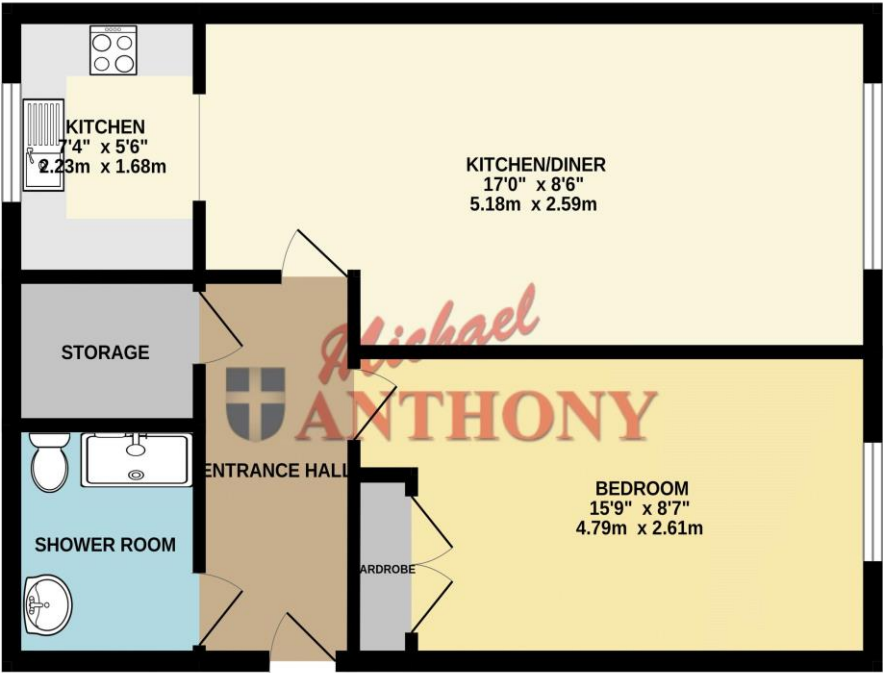 KITCHEN
7'4" x 5'6"
2.23m x 1.68m
KITCHEN/DINER
17'0" x 8'6"
5.18m x 2.59m
STORAGE
Michael
ANTHONY
ENTRANCE HALL
BEDROOM
15'9" x 8'7"
4.79m x 2.61m
SHOWER ROOM
ARDROBE